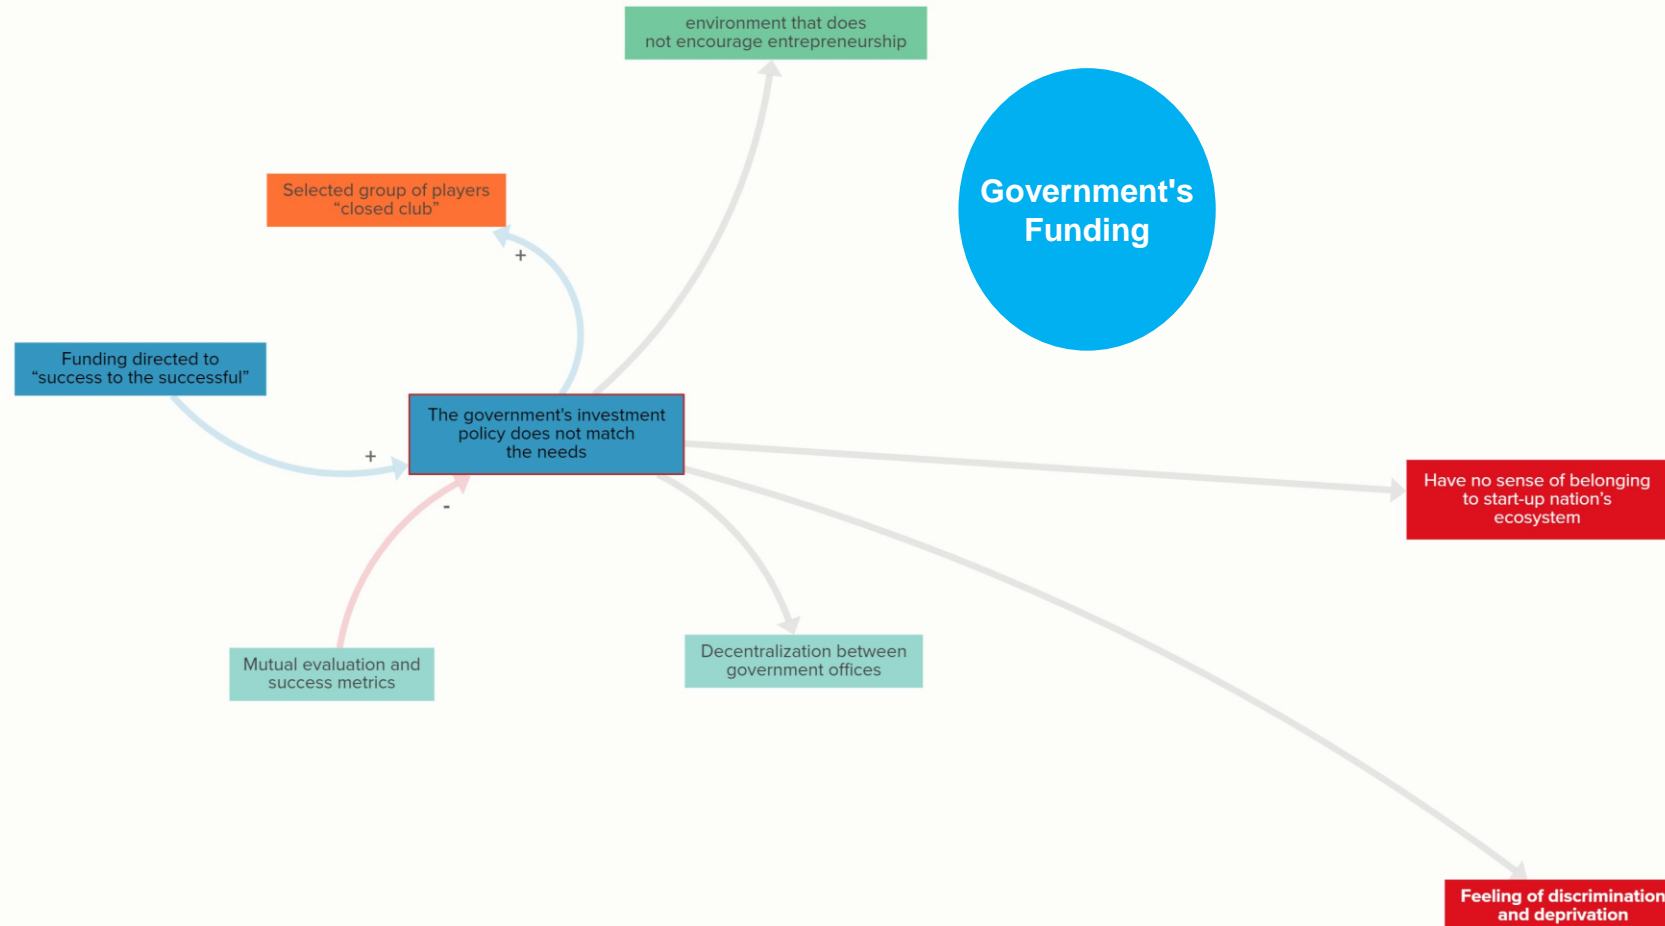 environment that does
not encourage entrepreneurship
Government's
Funding
Selected group of players
“closed club”
+
Funding directed to
“success to the successful”
The government's investment
policy does not match
the needs
+
-
Have no sense of belonging
to start-up nation's
ecosystem
Mutual evaluation and
success metrics
Decentralization between
government offices
Feeling of discrimination
and deprivation